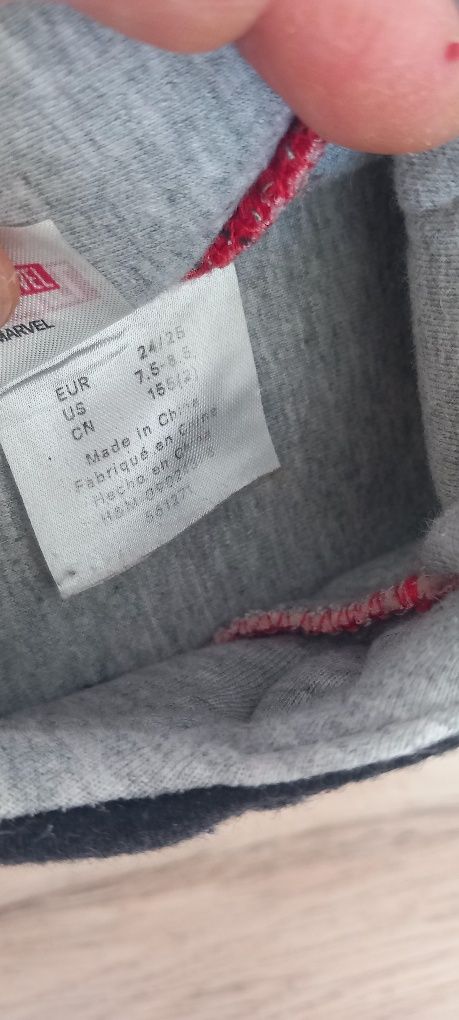 MARVEL
EUR 24/25
US 7.5-8.5
CN 155(2)
Made in China
Fabriqué en Chine
Hecho en China
H&M